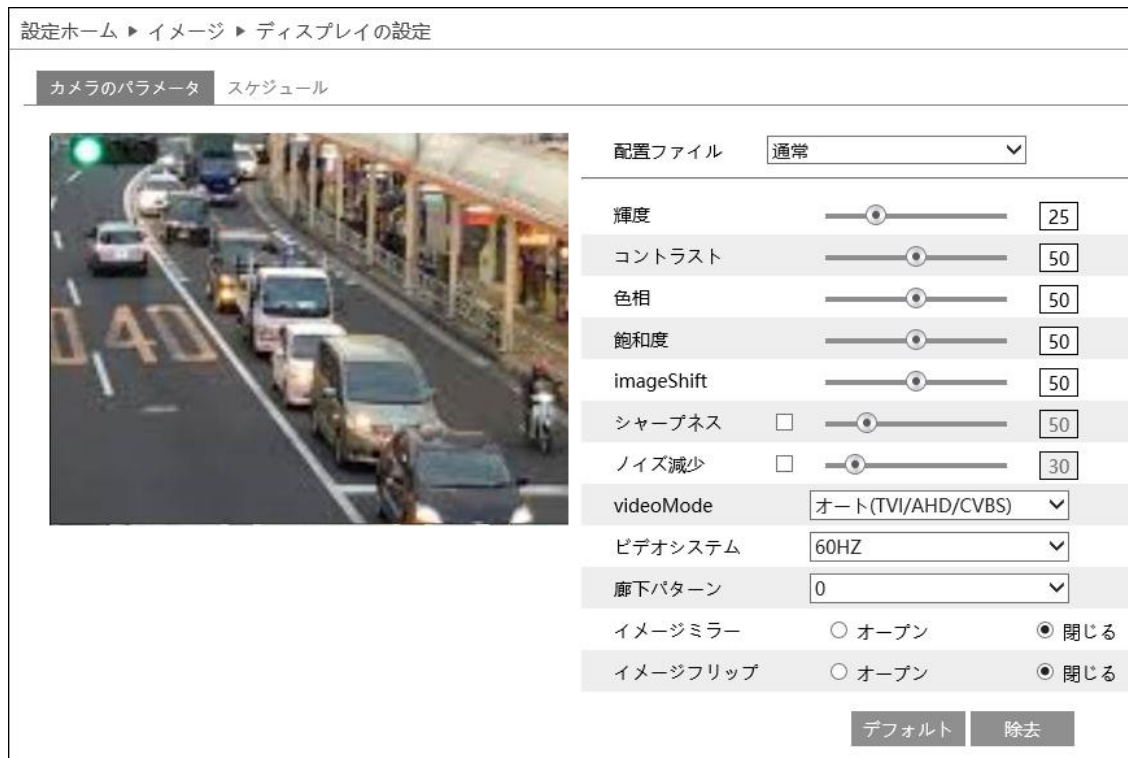 設定ホーム ▶ イメージ ▶ ディスプレイの設定
カメラのパラメータ スケジュール
配置ファイル 通常
輝度 25
コントラスト 50
色相 50
飽和度 50
imageShift 50
シャープネス 50
ノイズ減少 30
videoMode オート(TVI/AHD/CVBS)
ビデオシステム 60HZ
廊下パターン 0
イメージミラー オープン 閉じる
イメージフリップ オープン 閉じる
デフォルト 除去
40